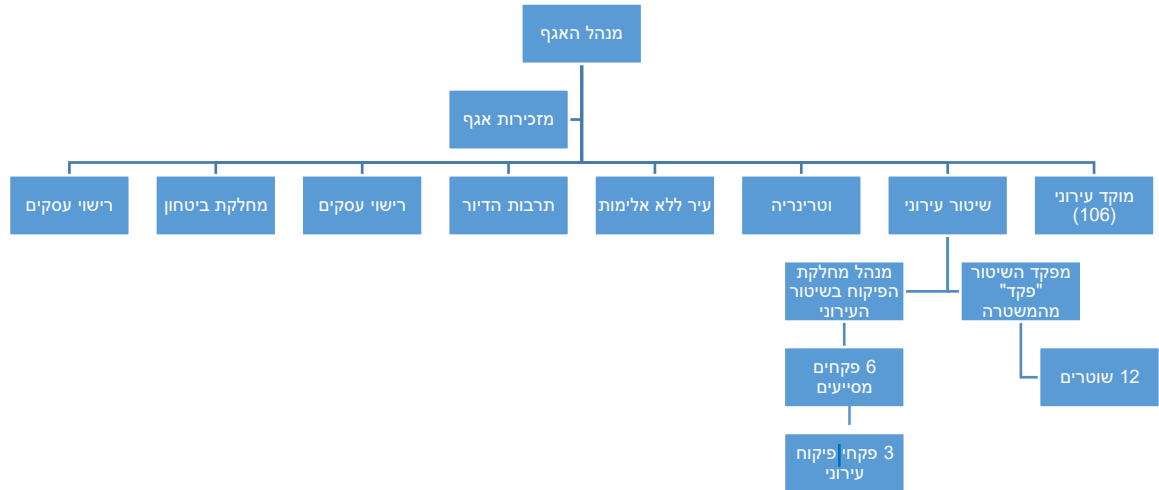 מנהל האגף
מזכירות אגף
מוקד עירוני
(106)
שיטור עירוני
וטרינריה
עיר ללא אלימות
תרבות הדיור
רישוי עסקים
מחלקת ביטחון
רישוי עסקים
מפקד השיטור
"פקד"
מהמשטרה
מנהל מחלקת
הפיקוח בשיטור
העירוני
12 שוטרים
6 פקחים
מסייעים
3 פקחי פיקוח
עירוני